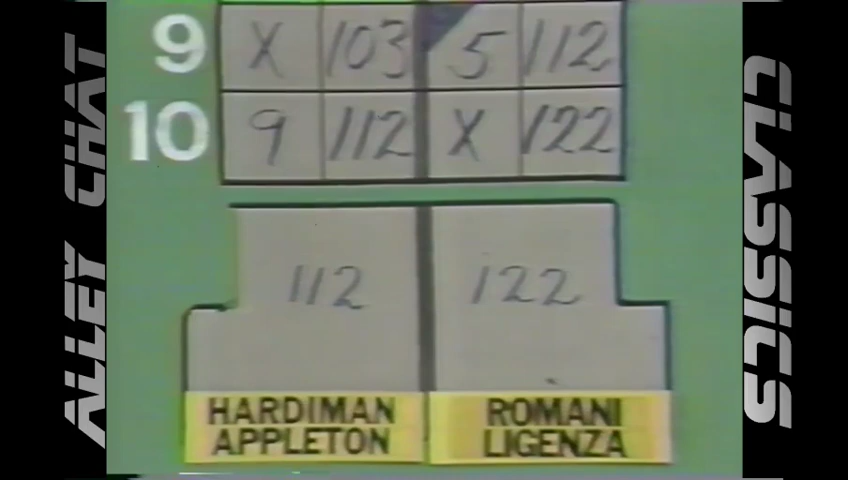 ALLEY CHAT
9 X 103 5 112
10 9 112 X 122
112 122
HARDIMAN APPLETON
ROMANI LIGENZA
CLASSICS